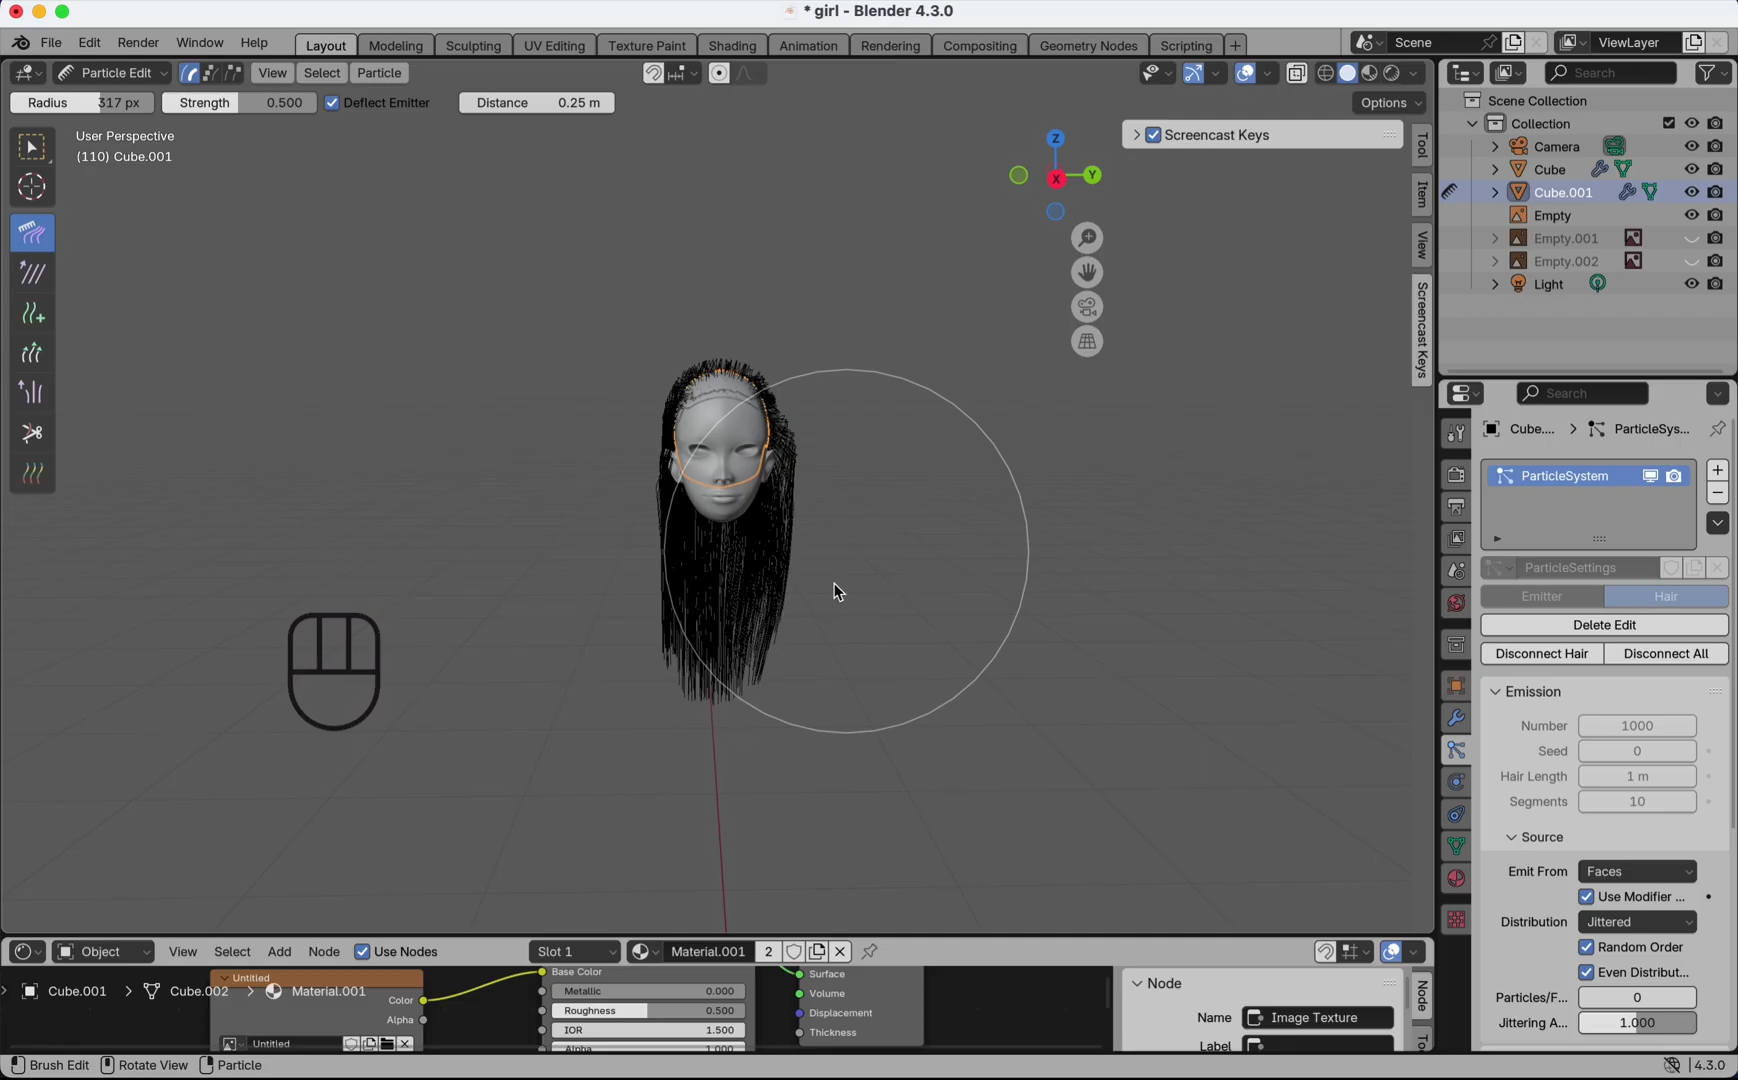 * girl - Blender 4.3.0
File Edit Render Window Help Layout Modeling Sculpting UV Editing Texture Paint Shading Animation Rendering Compositing Geometry Nodes Scripting + Scene ViewLayer
Particle Edit View Select Particle Search
Radius 317 px Strength 0.500 Deflect Emitter Distance 0.25 m Options
User Perspective
(110) Cube.001
Screencast Keys
Z
X
Y
Tool
Item
View
Screencast Keys
Scene Collection
Collection
Camera
Cube
Cube.001
Empty
Empty.001
Empty.002
Light
Search
Cube.... > ParticleSys...
ParticleSystem
ParticleSettings
Emitter Hair
Delete Edit
Disconnect Hair Disconnect All
Emission
Number 1000
Seed 0
Hair Length 1 m
Segments 10
Source
Emit From Faces
Use Modifier ...
Distribution Jittered
Random Order
Even Distribut...
Particles/F... 0
Jittering A... 1.000
Object View Select Add Node Use Nodes Slot 1 Material.001 2
Untitled
Cube.001 > Cube.002 > Material.001
Color
Alpha
Untitled
Base Color
Metallic 0.000
Roughness 0.500
IOR 1.500
Alpha 1.000
Surface
Volume
Displacement
Thickness
Node
Name Image Texture
Label
Node
To
Brush Edit Rotate View Particle 4.3.0